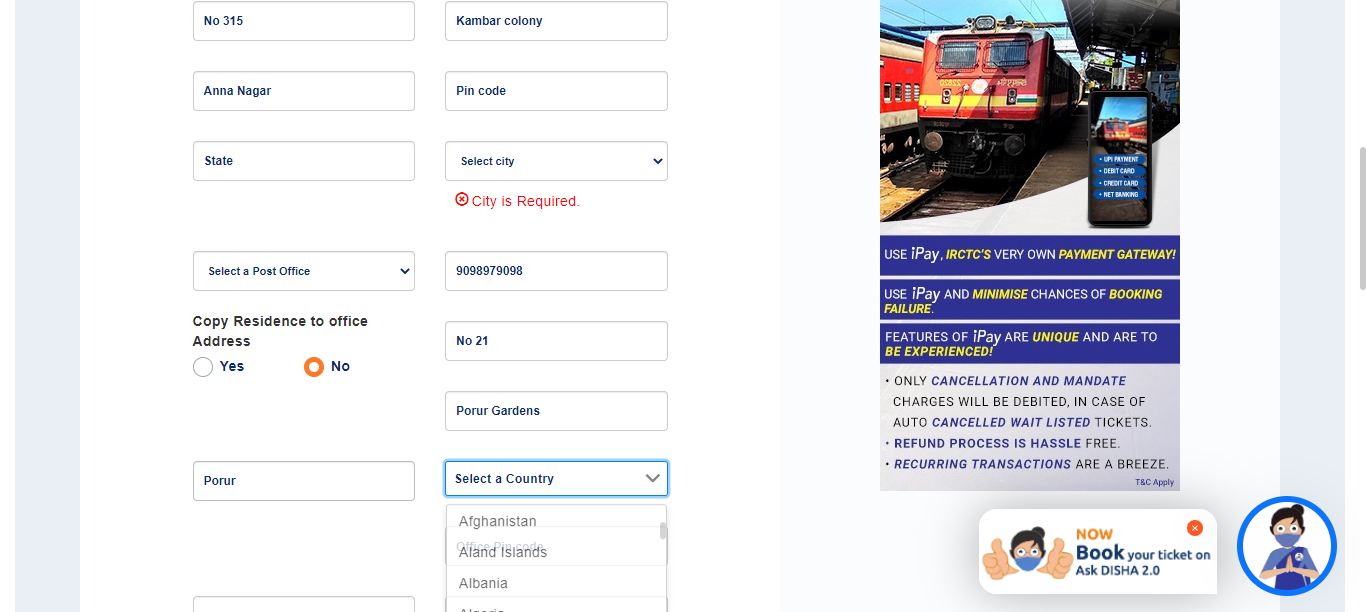 No 315
Kambar colony
Anna Nagar
Pin code
State
Select city
City is Required.
Select a Post Office
9098979098
Copy Residence to office
Address
Yes
No
No 21
Porur Gardens
Porur
Select a Country
Afghanistan
Office Pin code
Aland Islands
Albania
Algeria
• UPI PAYMENT
• DEBIT CARD
• CREDIT CARD
• NET BANKING
USE iPay, IRCTC'S VERY OWN PAYMENT GATEWAY!
USE iPay AND MINIMISE CHANCES OF BOOKING
FAILURE.
FEATURES OF iPay ARE UNIQUE AND ARE TO
BE EXPERIENCED!
• ONLY CANCELLATION AND MANDATE
CHARGES WILL BE DEBITED, IN CASE OF
AUTO CANCELLED WAIT LISTED TICKETS.
• REFUND PROCESS IS HASSLE FREE.
• RECURRING TRANSACTIONS ARE A BREEZE.
T&C Apply
NOW
Book your ticket on
Ask DISHA 2.0